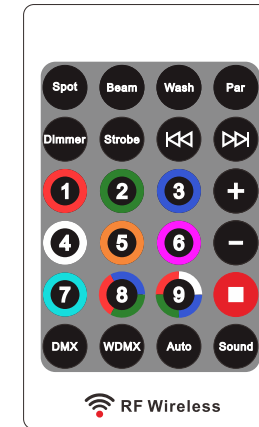 Spot Beam Wash Par
Dimmer Strobe
1 2 3 +
4 5 6 -
7 8 9
DMX WDMX Auto Sound
RF Wireless